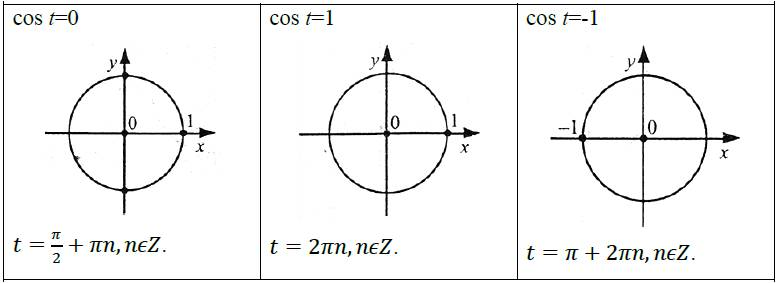 cos t=0
y
0
1
x
t = π/2 + πn, nϵZ.
cos t=1
y
0
1
x
t = 2πn, nϵZ.
cos t=-1
y
−1
0
x
t = π + 2πn, nϵZ.